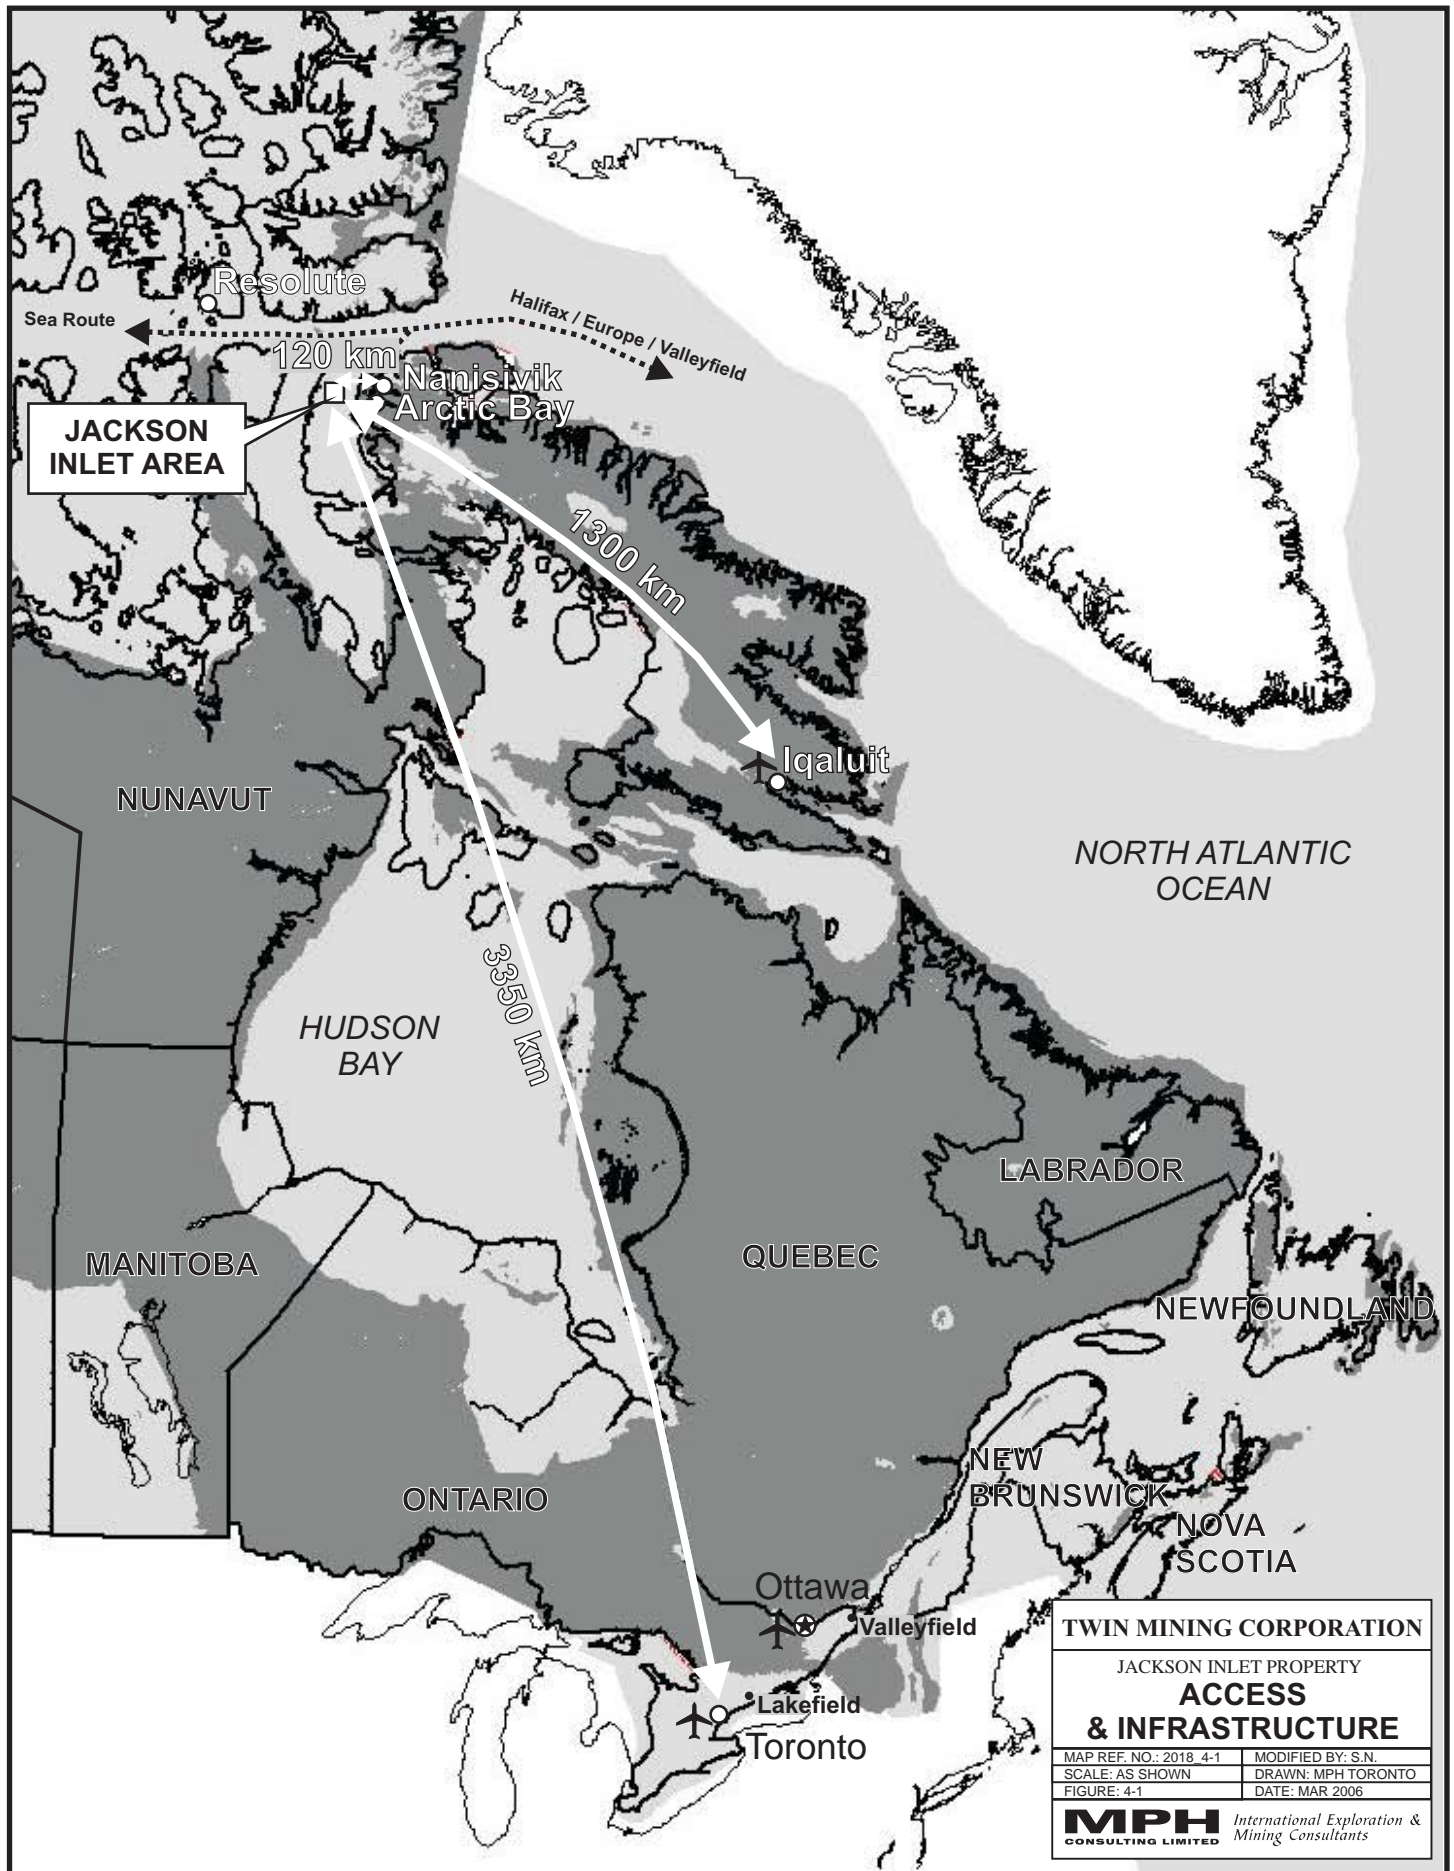 Resolute
Sea Route
Halifax / Europe / Valleyfield
120 km
Nanisivik
Arctic Bay
JACKSON
INLET AREA
1300 km
Iqaluit
NUNAVUT
NORTH ATLANTIC
OCEAN
3350 km
HUDSON
BAY
LABRADOR
MANITOBA
QUEBEC
NEWFOUNDLAND
NEW
BRUNSWICK
ONTARIO
NOVA
SCOTIA
Ottawa
Valleyfield
Lakefield
Toronto
TWIN MINING CORPORATION
JACKSON INLET PROPERTY
ACCESS
& INFRASTRUCTURE
MAP REF. NO.: 2018_4-1 MODIFIED BY: S.N.
SCALE: AS SHOWN DRAWN: MPH TORONTO
FIGURE: 4-1 DATE: MAR 2006
MPH
CONSULTING LIMITED
International Exploration &
Mining Consultants